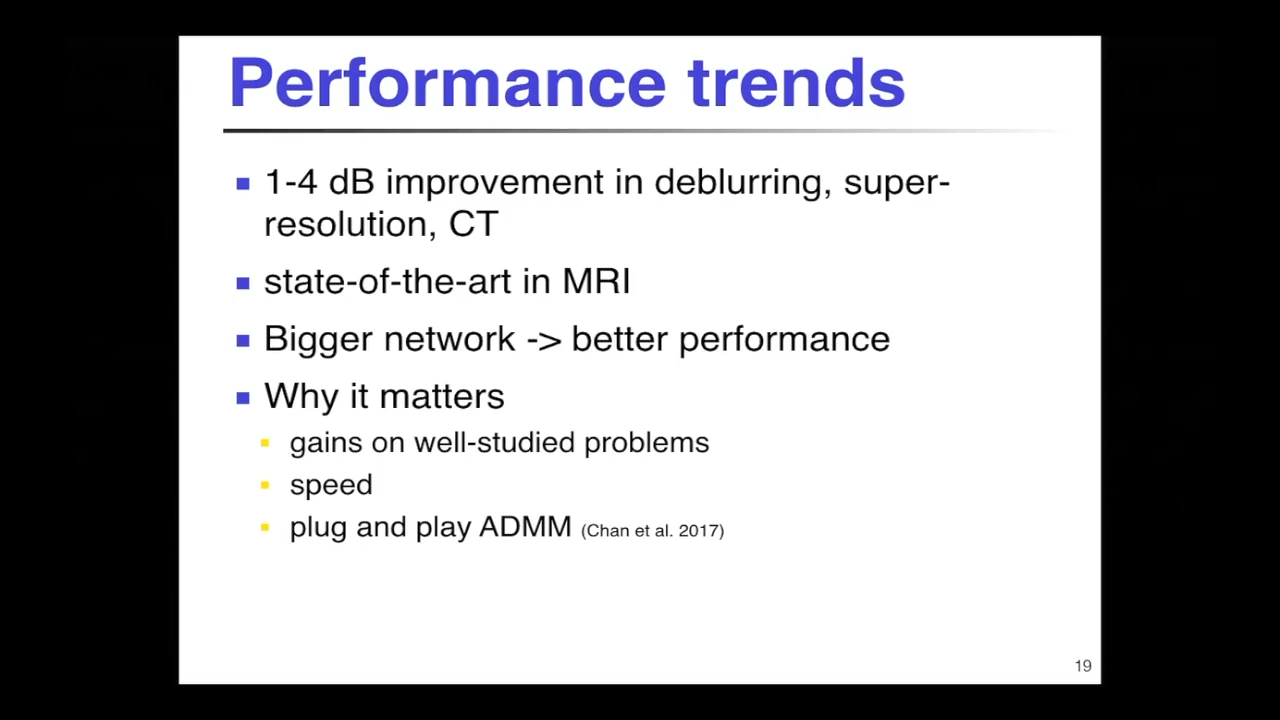 Performance trends
1-4 dB improvement in deblurring, super-
resolution, CT
state-of-the-art in MRI
Bigger network -> better performance
Why it matters
gains on well-studied problems
speed
plug and play ADMM (Chan et al. 2017)
19